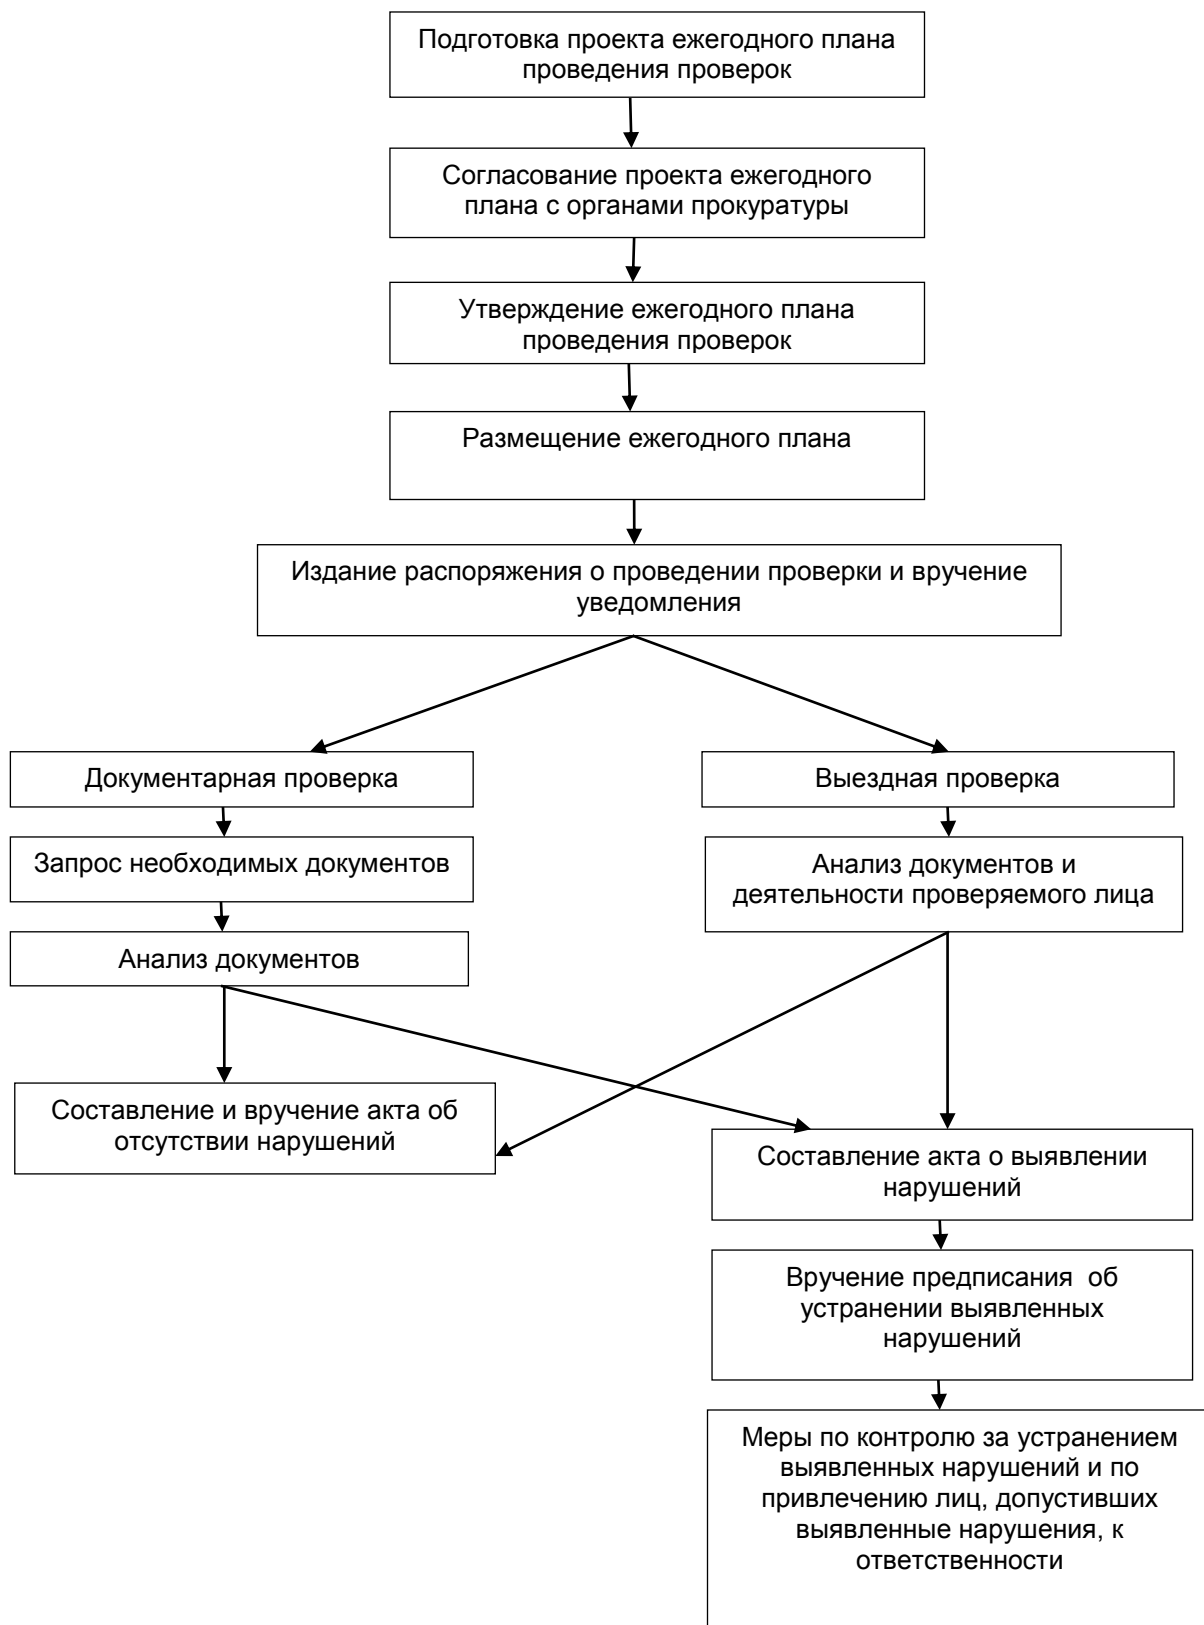 Подготовка проекта ежегодного плана
проведения проверок
Согласование проекта ежегодного
плана с органами прокуратуры
Утверждение ежегодного плана
проведения проверок
Размещение ежегодного плана
Издание распоряжения о проведении проверки и вручение
уведомления
Документарная проверка
Выездная проверка
Запрос необходимых документов
Анализ документов и
деятельности проверяемого лица
Анализ документов
Составление и вручение акта об
отсутствии нарушений
Составление акта о выявлении
нарушений
Вручение предписания  об
устранении выявленных
нарушений
Меры по контролю за устранением
выявленных нарушений и по
привлечению лиц, допустивших
выявленные нарушения, к
ответственности